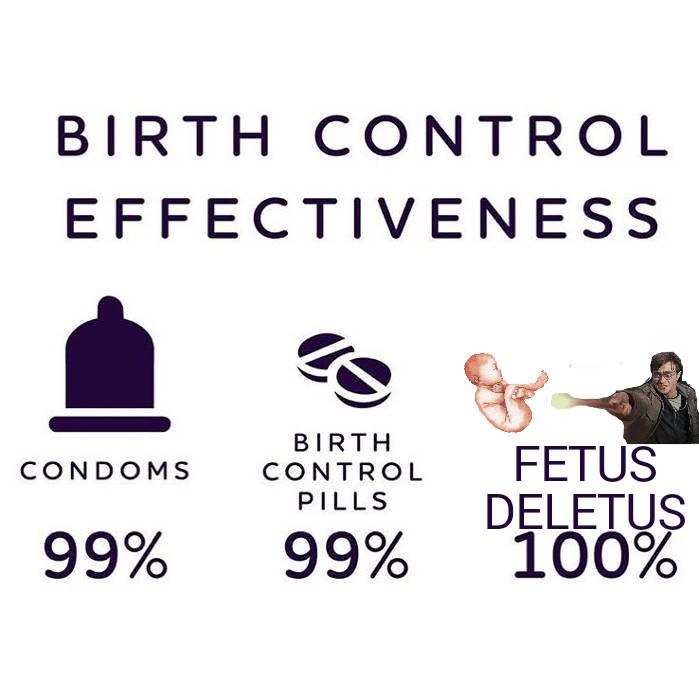 BIRTH CONTROL
EFFECTIVENESS
CONDOMS
99%
BIRTH
CONTROL
PILLS
99%
FETUS
DELETUS
100%